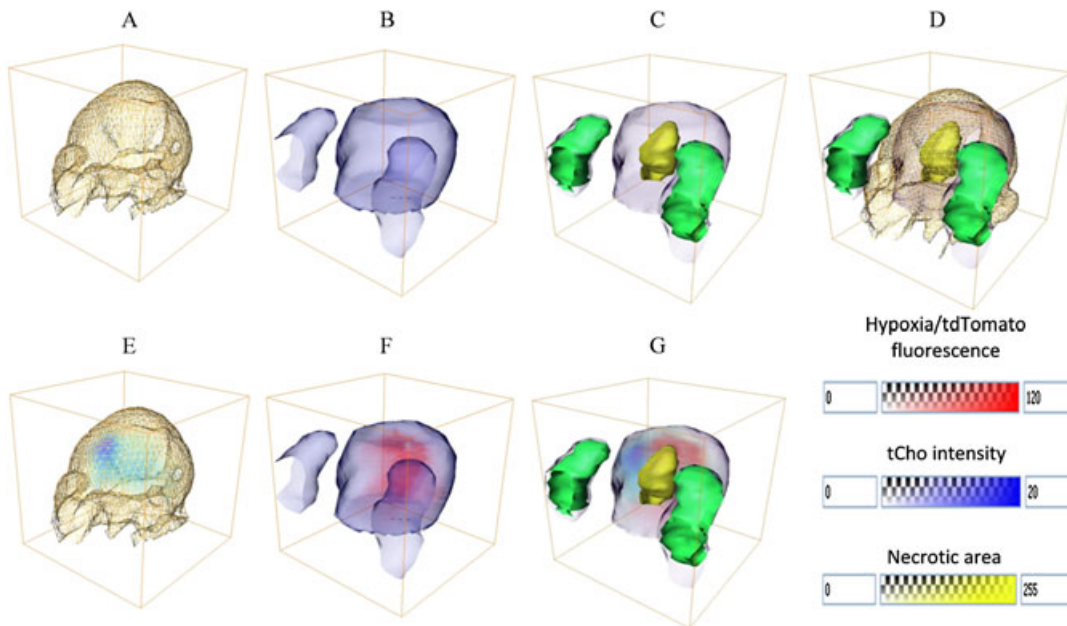 A
B
C
D
E
F
G
Hypoxia/tdTomato
fluorescence
0 120
tCho intensity
0 20
Necrotic area
0 255